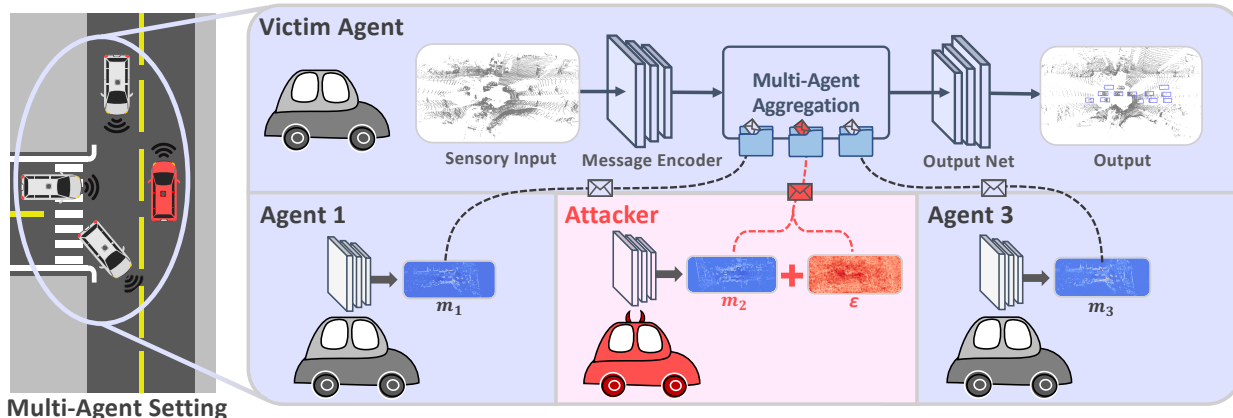 Victim Agent
Multi-Agent
Aggregation
Sensory Input
Message Encoder
Output Net
Output
Agent 1
Attacker
Agent 3
m₁
m₂
+
ε
m₃
Multi-Agent Setting